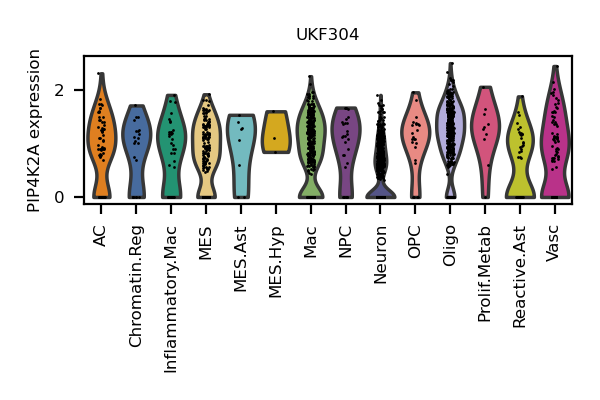 UKF304
PIP4K2A expression
2
0
AC
Chromatin.Reg
Inflammatory.Mac
MES
MES.Ast
MES.Hyp
Mac
NPC
Neuron
OPC
Oligo
Prolif.Metab
Reactive.Ast
Vasc